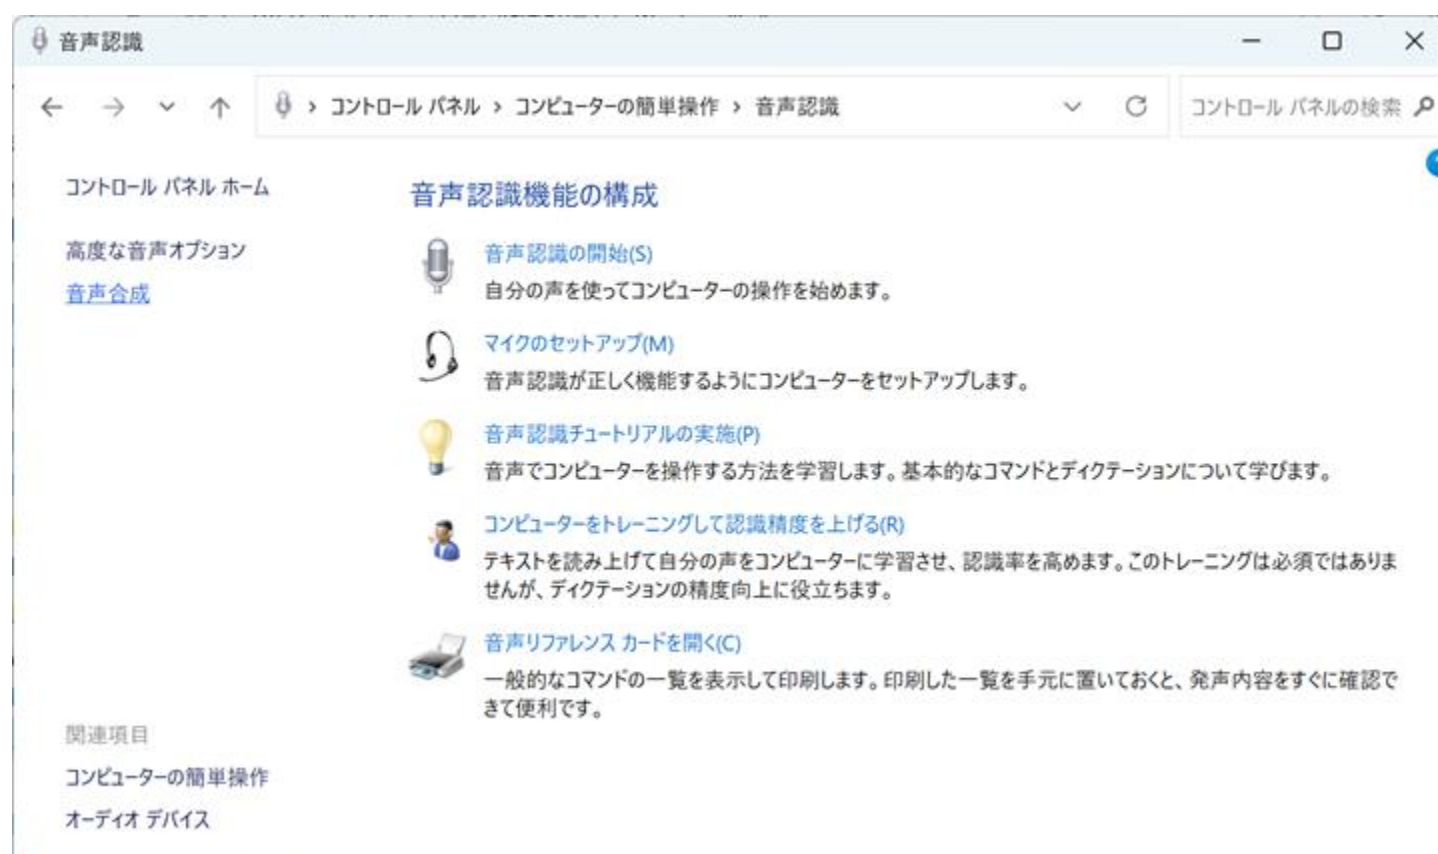 音声認識
コントロール パネル > コンピューターの簡単操作 > 音声認識
コントロール パネルの検索
コントロール パネル ホーム
高度な音声オプション
音声合成
音声認識機能の構成
音声認識の開始(S)
自分の声を使ってコンピューターの操作を始めます。
マイクのセットアップ(M)
音声認識が正しく機能するようにコンピューターをセットアップします。
音声認識チュートリアルの実施(P)
音声でコンピューターを操作する方法を学習します。基本的なコマンドとディクテーションについて学びます。
コンピューターをトレーニングして認識精度を上げる(R)
テキストを読み上げて自分の声をコンピューターに学習させ、認識率を高めます。このトレーニングは必須ではありま
せんが、ディクテーションの精度向上に役立ちます。
音声リファレンス カードを開く(C)
一般的なコマンドの一覧を表示して印刷します。印刷した一覧を手元に置いておくと、発声内容をすぐに確認で
きて便利です。
関連項目
コンピューターの簡単操作
オーディオ デバイス